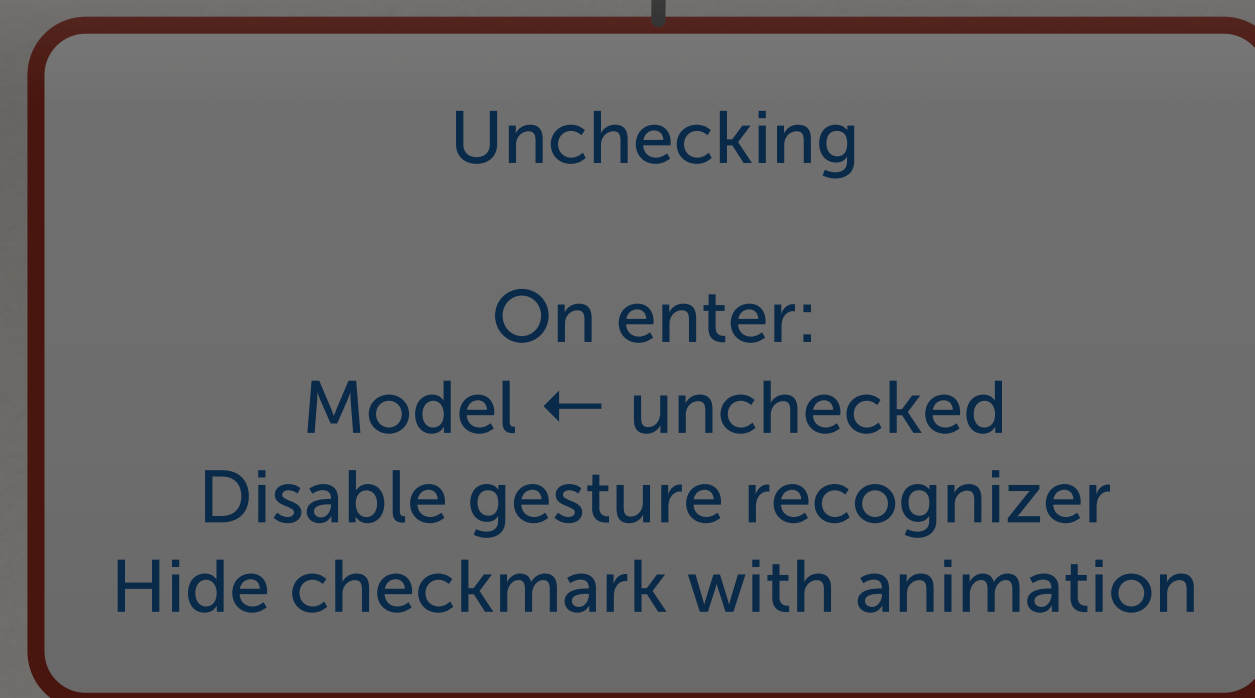 Unchecking
On enter:
Model ← unchecked
Disable gesture recognizer
Hide checkmark with animation